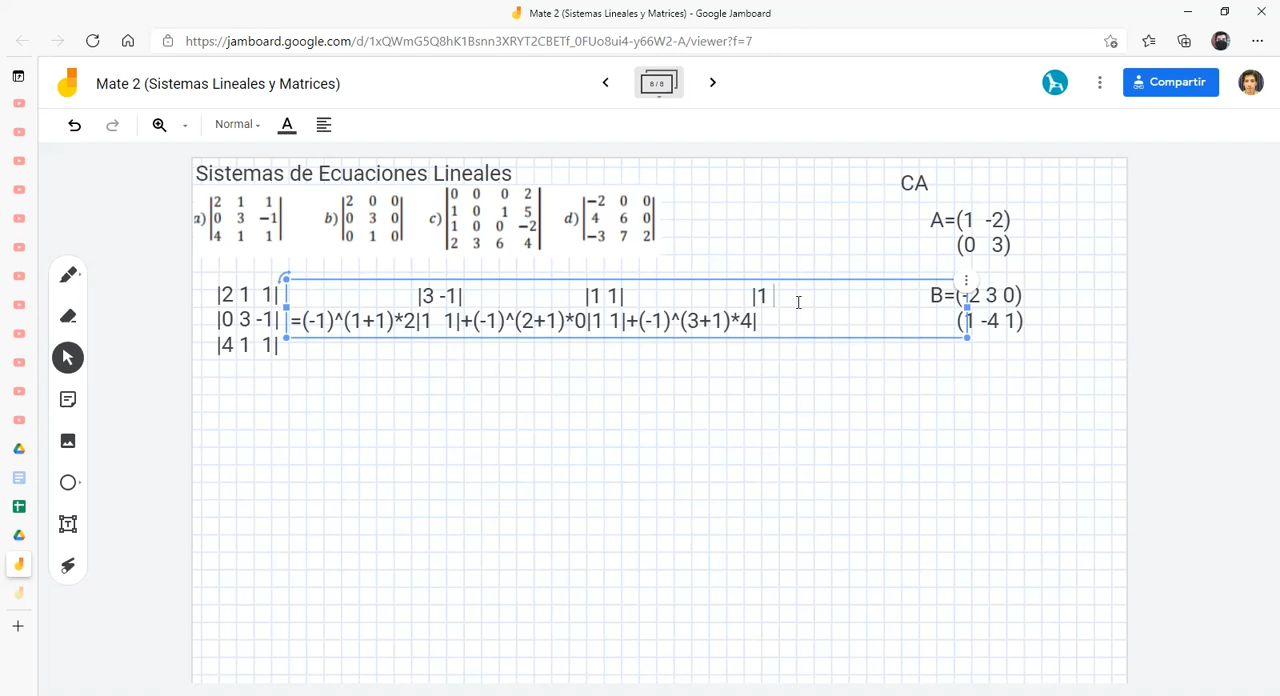 Mate 2 (Sistemas Lineales y Matrices) - Google Jamboard
https://jamboard.google.com/d/1xQWmG5Q8hK1Bsnn3XRYT2CBETf_0FUo8ui4-y66W2-A/viewer?f=7
Mate 2 (Sistemas Lineales y Matrices)
8 / 8
Compartir
Normal
Sistemas de Ecuaciones Lineales
a) |2 1 1| b) |2 0 0| c) |0 0 0 2| d) |−2 0 0|
|0 3 −1| |0 3 0| |1 0 1 5| |4 6 0|
|4 1 1| |0 1 0| |1 0 0 −2| |−3 7 2|
|2 3 6 4|
CA
A=(1 -2)
(0 3)
B=(-2 3 0)
(1 -4 1)
|2 1 1| |3 -1| |1 1| |1
|0 3 -1| =(-1)^(1+1)*2|1 1|+(-1)^(2+1)*0|1 1|+(-1)^(3+1)*4|
|4 1 1|